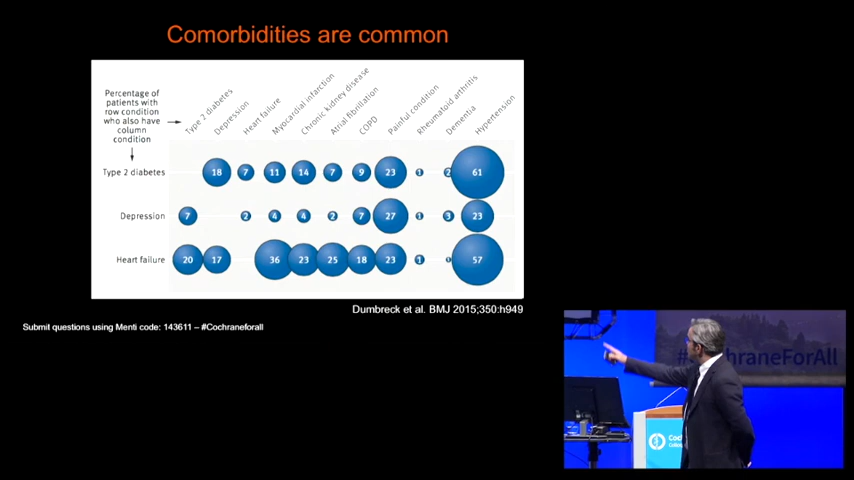 Comorbidities are common
Percentage of
patients with
row condition
who also have
column
condition
Type 2 diabetes
Depression
Heart failure
Myocardial infarction
Chronic kidney disease
Atrial fibrillation
COPD
Painful condition
Rheumatoid arthritis
Dementia
Hypertension
Type 2 diabetes 18 7 11 14 7 9 23 1 2 61
Depression 7 2 4 4 2 7 27 1 3 23
Heart failure 20 17 36 23 25 18 23 1 57
Dumbreck et al. BMJ 2015;350:h949
Submit questions using Menti code: 143611 – #Cochraneforall
chraneForAll